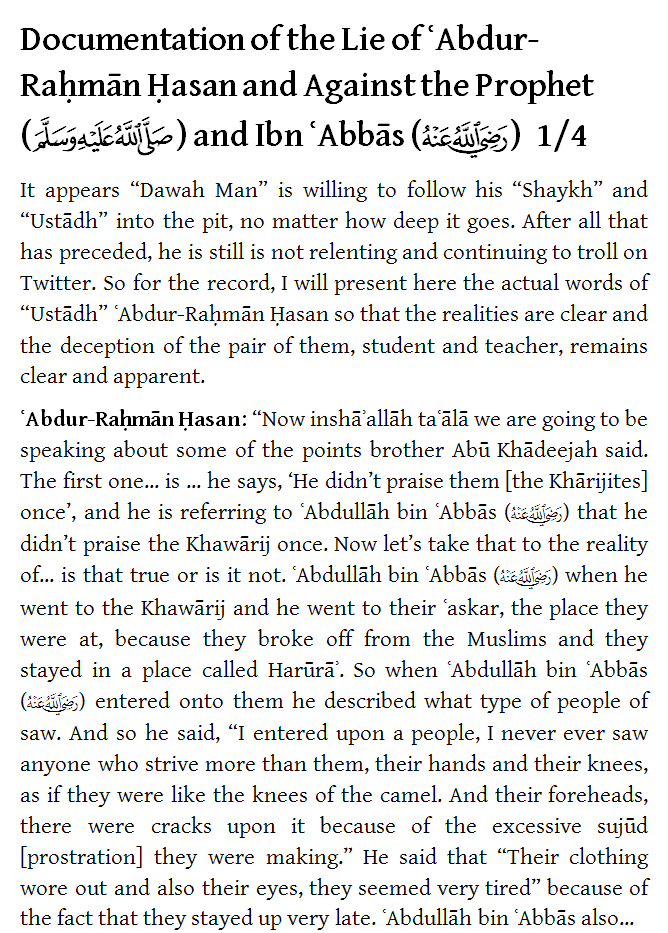 Documentation of the Lie of ʿAbdur-
Raḥmān Ḥasan and Against the Prophet
(صَلَّى اللَّهُ عَلَيْهِ وَسَلَّمَ) and Ibn ʿAbbās (رَضِيَ اللَّهُ عَنْهُ) 1/4
It appears “Dawah Man” is willing to follow his “Shaykh” and
“Ustādh” into the pit, no matter how deep it goes. After all that
has preceded, he is still is not relenting and continuing to troll on
Twitter. So for the record, I will present here the actual words of
“Ustādh” ʿAbdur-Raḥmān Ḥasan so that the realities are clear and
the deception of the pair of them, student and teacher, remains
clear and apparent.
ʿAbdur-Raḥmān Ḥasan: “Now inshāʾallāh taʿālā we are going to be
speaking about some of the points brother Abū Khādeejah said.
The first one... is ... he says, ‘He didn’t praise them [the Khārijites]
once’, and he is referring to ʿAbdullāh bin ʿAbbās (رَضِيَ اللَّهُ عَنْهُ) that he
didn’t praise the Khawārij once. Now let’s take that to the reality
of... is that true or is it not. ʿAbdullāh bin ʿAbbās (رَضِيَ اللَّهُ عَنْهُ) when he
went to the Khawārij and he went to their ʿaskar, the place they
were at, because they broke off from the Muslims and they
stayed in a place called Harūrāʾ. So when ʿAbdullāh bin ʿAbbās
(رَضِيَ اللَّهُ عَنْهُ) entered onto them he described what type of people of
saw. And so he said, “I entered upon a people, I never ever saw
anyone who strive more than them, their hands and their knees,
as if they were like the knees of the camel. And their foreheads,
there were cracks upon it because of the excessive sujūd
[prostration] they were making.” He said that “Their clothing
wore out and also their eyes, they seemed very tired” because of
the fact that they stayed up very late. ʿAbdullāh bin ʿAbbās also...